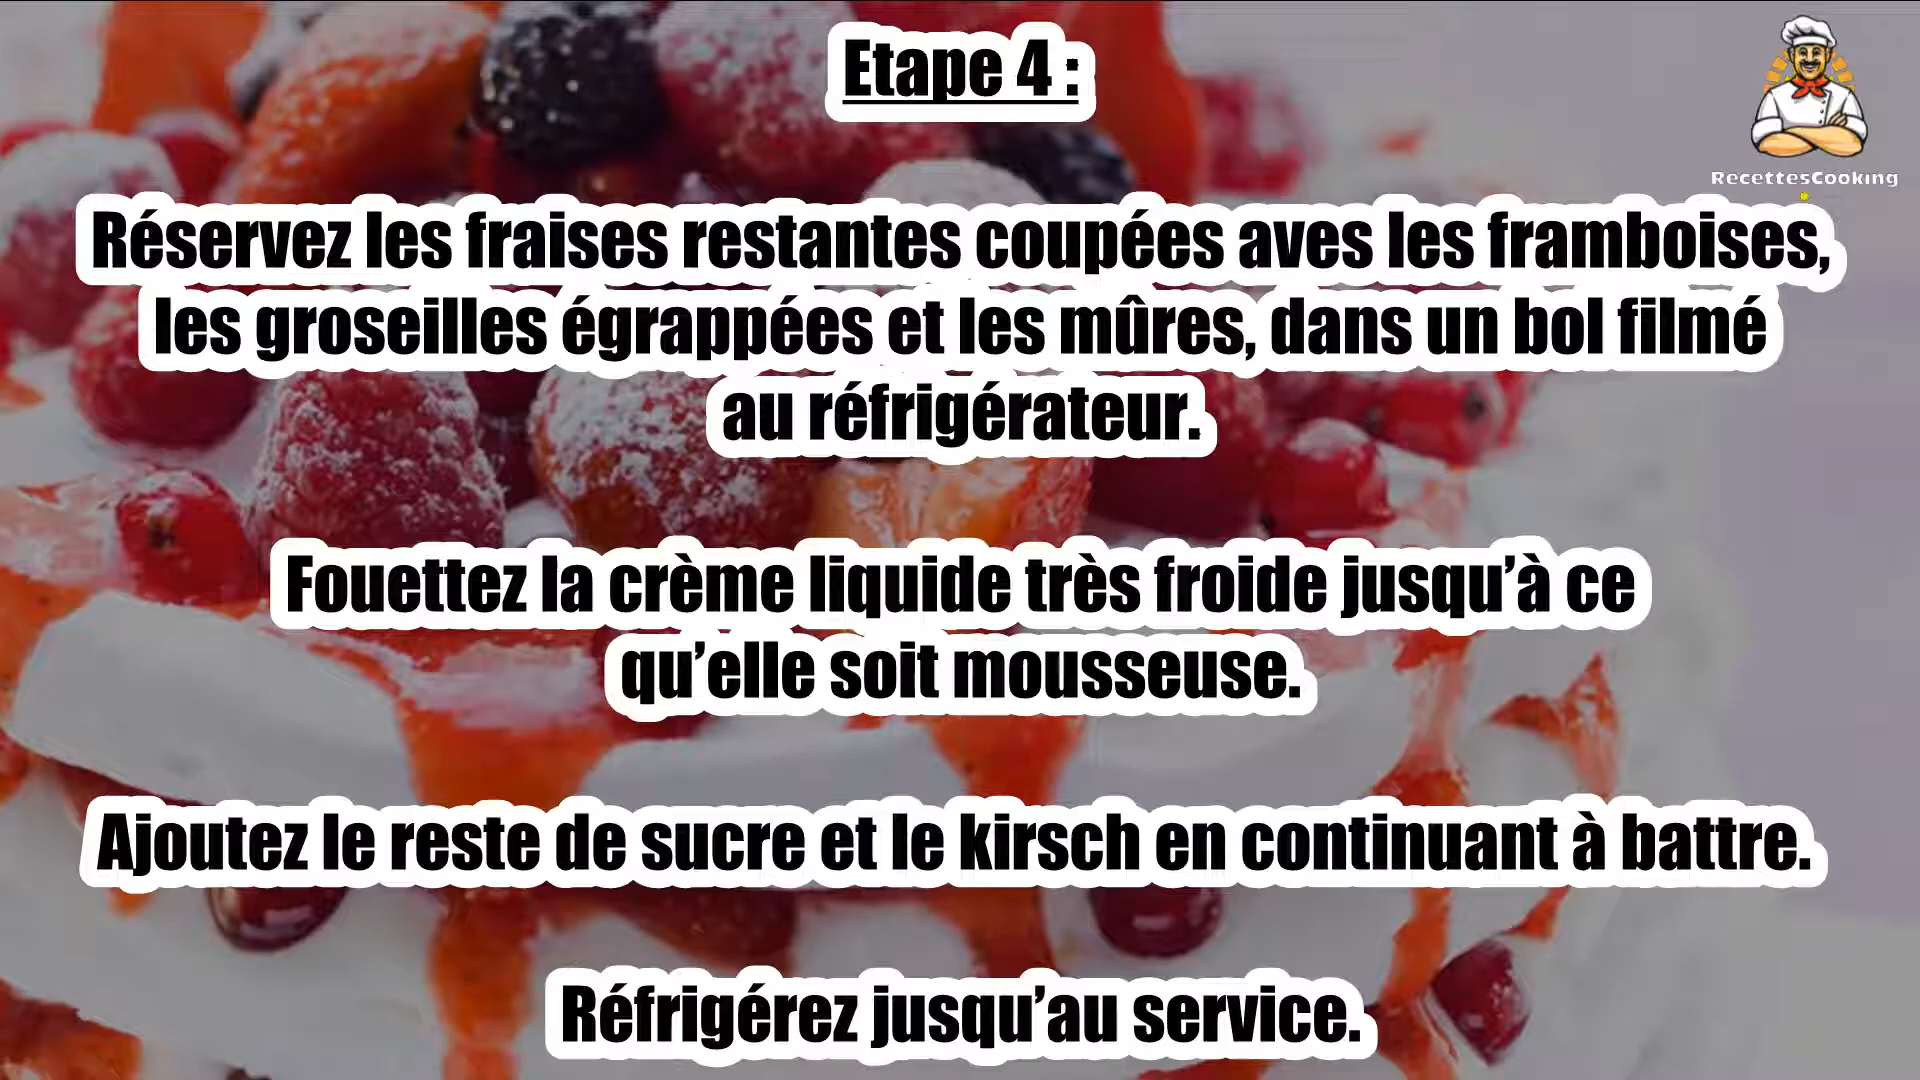 Etape 4 :
RecettesCooking
Réservez les fraises restantes coupées aves les framboises,
les groseilles égrappées et les mûres, dans un bol filmé
au réfrigérateur.
Fouettez la crème liquide très froide jusqu’à ce
qu’elle soit mousseuse.
Ajoutez le reste de sucre et le kirsch en continuant à battre.
Réfrigérez jusqu’au service.